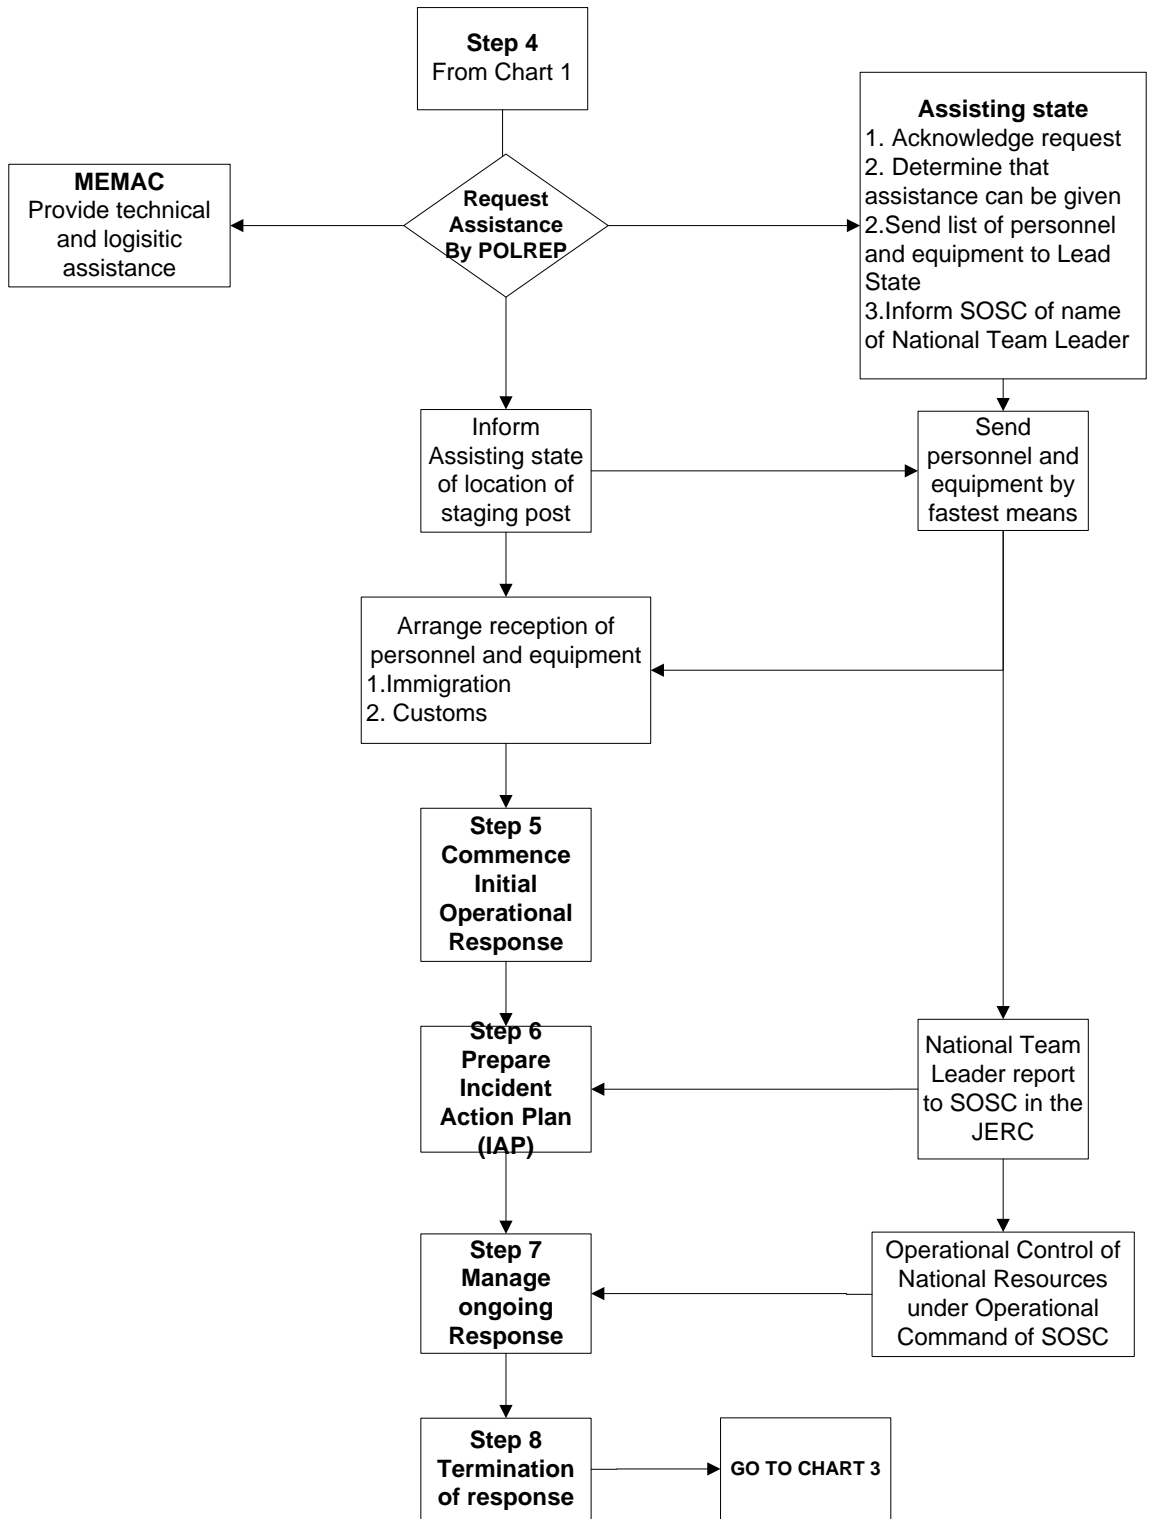 Step 4
From Chart 1
Assisting state
1. Acknowledge request
2. Determine that
assistance can be given
2.Send list of personnel
and equipment to Lead
State
3.Inform SOSC of name
of National Team Leader
MEMAC
Provide technical
and logisitic
assistance
Request
Assistance
By POLREP
Inform
Assisting state
of location of
staging post
Send
personnel and
equipment by
fastest means
Arrange reception of
personnel and equipment
1.Immigration
2. Customs
Step 5
Commence
Initial
Operational
Response
Step 6
Prepare
Incident
Action Plan
(IAP)
National Team
Leader report
to SOSC in the
JERC
Step 7
Manage
ongoing
Response
Operational Control of
National Resources
under Operational
Command of SOSC
Step 8
Termination
of response
GO TO CHART 3